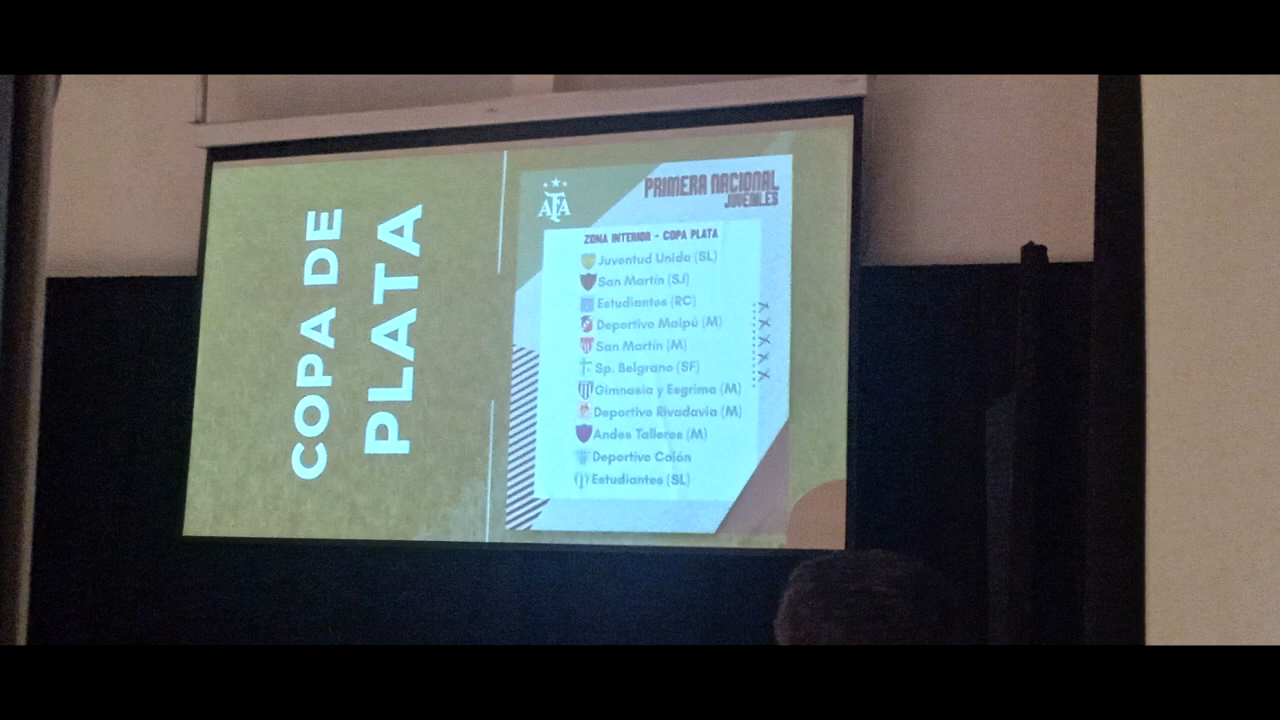 COPA DE
PLATA
AFA
PRIMERA NACIONAL
JUVENILES
ZONA INTERIOR - COPA PLATA
Juventud Unida (SL)
San Martín (SJ)
Estudiantes (RC)
Deportivo Maipú (M)
San Martín (M)
Sp. Belgrano (SF)
Gimnasia y Esgrima (M)
Deportivo Rivadavia (M)
Andes Talleres (M)
Deportivo Colón
Estudiantes (SL)